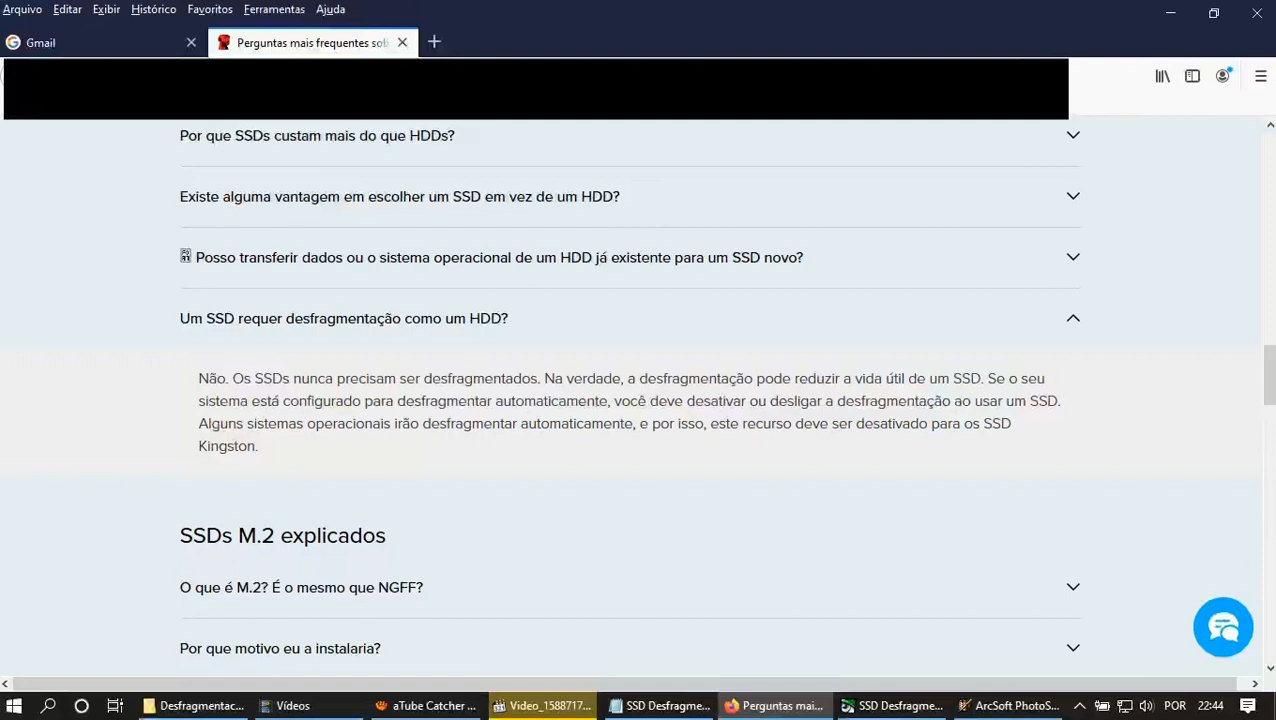 Arquivo Editar Exibir Histórico Favoritos Ferramentas Ajuda
Gmail
Perguntas mais frequentes sob
Por que SSDs custam mais do que HDDs?
Existe alguma vantagem em escolher um SSD em vez de um HDD?
Posso transferir dados ou o sistema operacional de um HDD já existente para um SSD novo?
Um SSD requer desfragmentação como um HDD?
Não. Os SSDs nunca precisam ser desfragmentados. Na verdade, a desfragmentação pode reduzir a vida útil de um SSD. Se o seu
sistema está configurado para desfragmentar automaticamente, você deve desativar ou desligar a desfragmentação ao usar um SSD.
Alguns sistemas operacionais irão desfragmentar automaticamente, e por isso, este recurso deve ser desativado para os SSD
Kingston.
SSDs M.2 explicados
O que é M.2? É o mesmo que NGFF?
Por que motivo eu a instalaria?
Desfragmentac... Vídeos aTube Catcher ... Video_1588717... SSD Desfragme... Perguntas mai... SSD Desfragme... ArcSoft PhotoS... POR 22:44